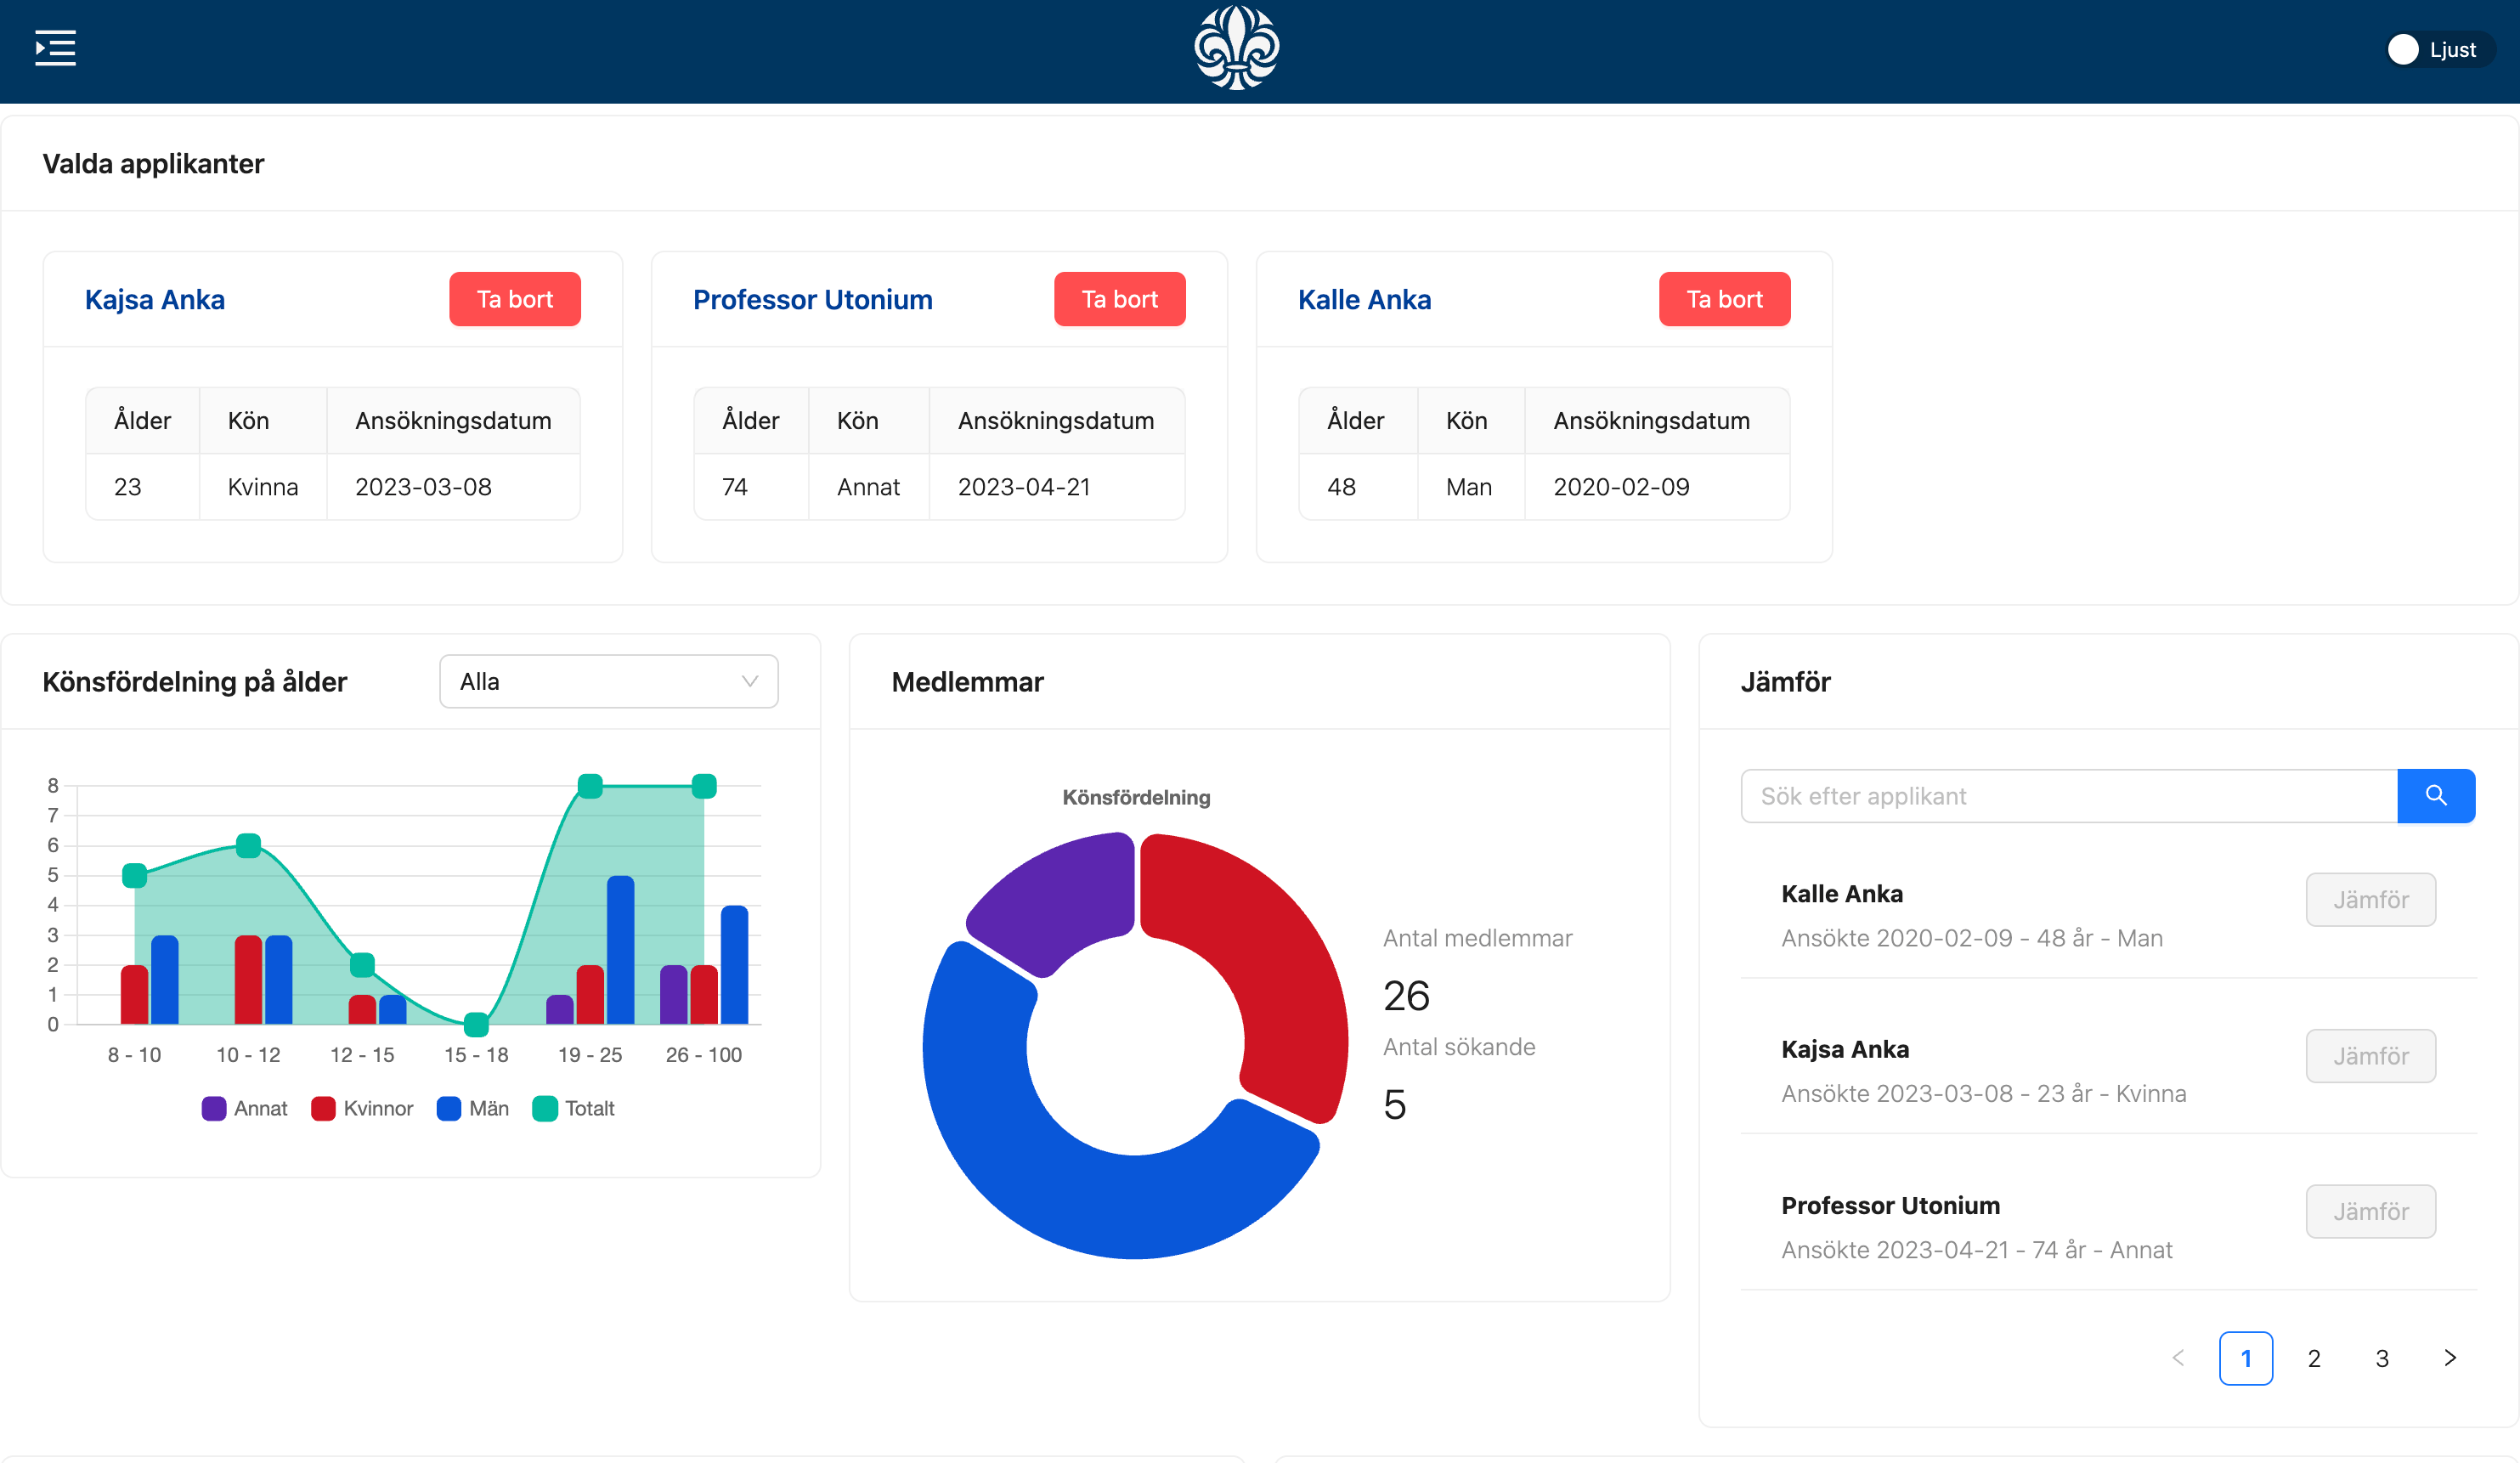 Ljust
Valda applikanter
Kajsa Anka
Ta bort
Ålder Kön Ansökningsdatum
23 Kvinna 2023-03-08
Professor Utonium
Ta bort
Ålder Kön Ansökningsdatum
74 Annat 2023-04-21
Kalle Anka
Ta bort
Ålder Kön Ansökningsdatum
48 Man 2020-02-09
Könsfördelning på ålder
Alla
8
7
6
5
4
3
2
1
0
8 - 10 10 - 12 12 - 15 15 - 18 19 - 25 26 - 100
Annat Kvinnor Män Totalt
Medlemmar
Könsfördelning
Antal medlemmar
26
Antal sökande
5
Jämför
Sök efter applikant
Kalle Anka
Jämför
Ansökte 2020-02-09 - 48 år - Man
Kajsa Anka
Jämför
Ansökte 2023-03-08 - 23 år - Kvinna
Professor Utonium
Jämför
Ansökte 2023-04-21 - 74 år - Annat
1 2 3